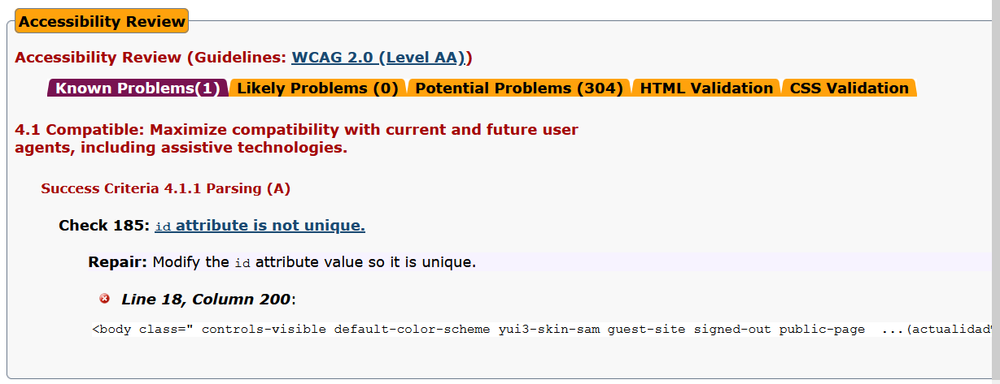 Accessibility Review
Accessibility Review (Guidelines: WCAG 2.0 (Level AA))
Known Problems(1) Likely Problems (0) Potential Problems (304) HTML Validation CSS Validation
4.1 Compatible: Maximize compatibility with current and future user
agents, including assistive technologies.
Success Criteria 4.1.1 Parsing (A)
Check 185: id attribute is not unique.
Repair: Modify the id attribute value so it is unique.
Line 18, Column 200:
<body class=" controls-visible default-color-scheme yui3-skin-sam guest-site signed-out public-page  ...(actualidad"